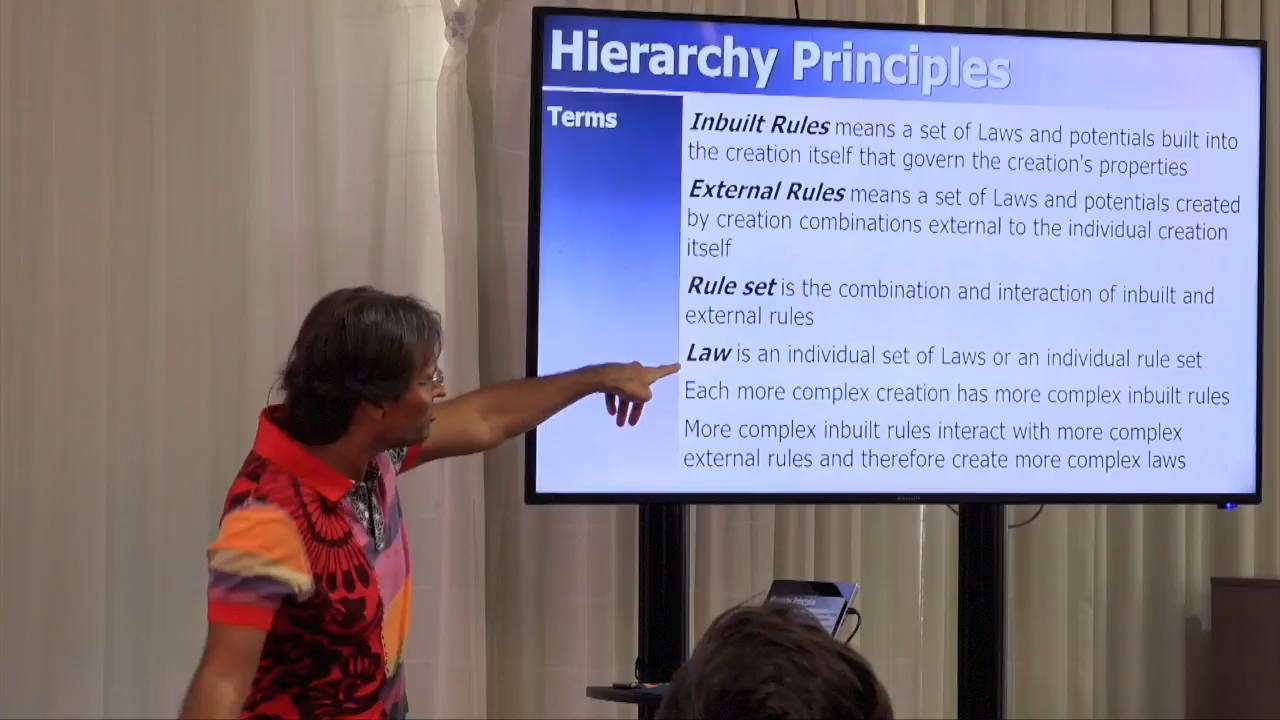 Hierarchy Principles
Terms
Inbuilt Rules means a set of Laws and potentials built into
the creation itself that govern the creation's properties
External Rules means a set of Laws and potentials created
by creation combinations external to the individual creation
itself
Rule set is the combination and interaction of inbuilt and
external rules
Law is an individual set of Laws or an individual rule set
Each more complex creation has more complex inbuilt rules
More complex inbuilt rules interact with more complex
external rules and therefore create more complex laws
Hierarchy Principles